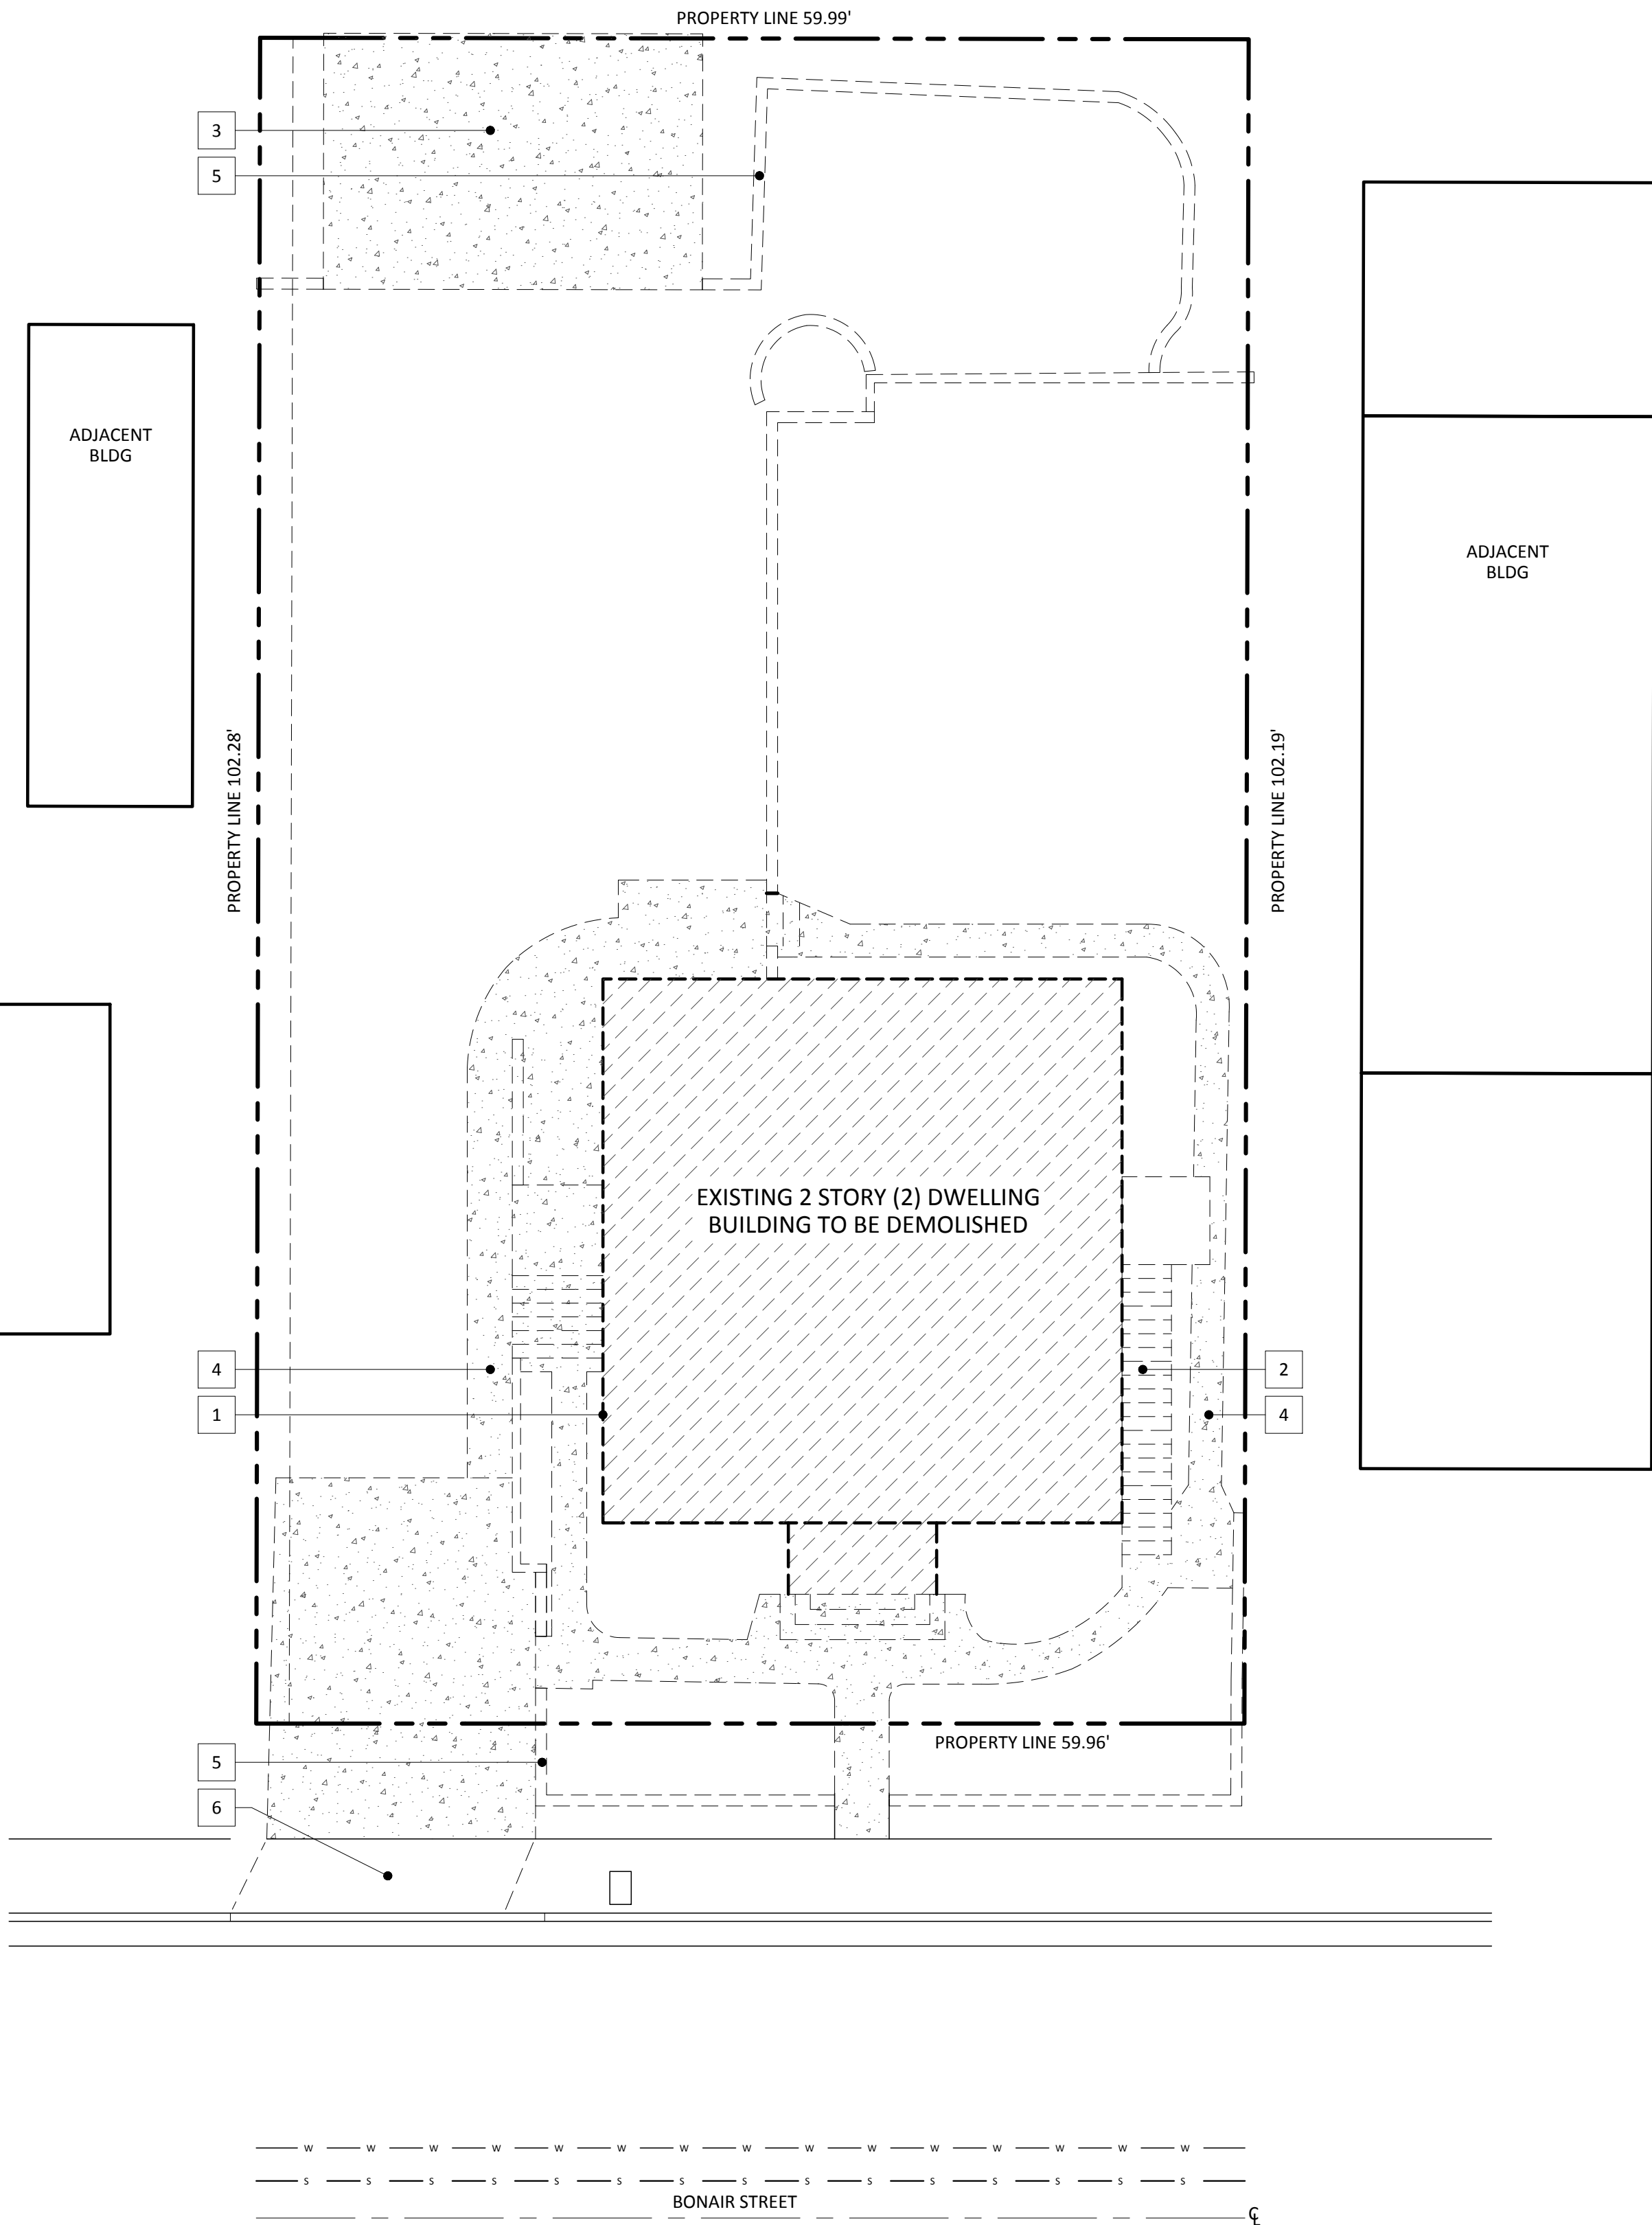 PROPERTY LINE 59.99'
3
5
ADJACENT
BLDG
ADJACENT
BLDG
PROPERTY LINE 102.28'
PROPERTY LINE 102.19'
EXISTING 2 STORY (2) DWELLING
BUILDING TO BE DEMOLISHED
4
2
1
4
PROPERTY LINE 59.96'
5
6
W W W W W W W W W W W W W W W
S S S S S S S S S S S S S S S
BONAIR STREET
℄